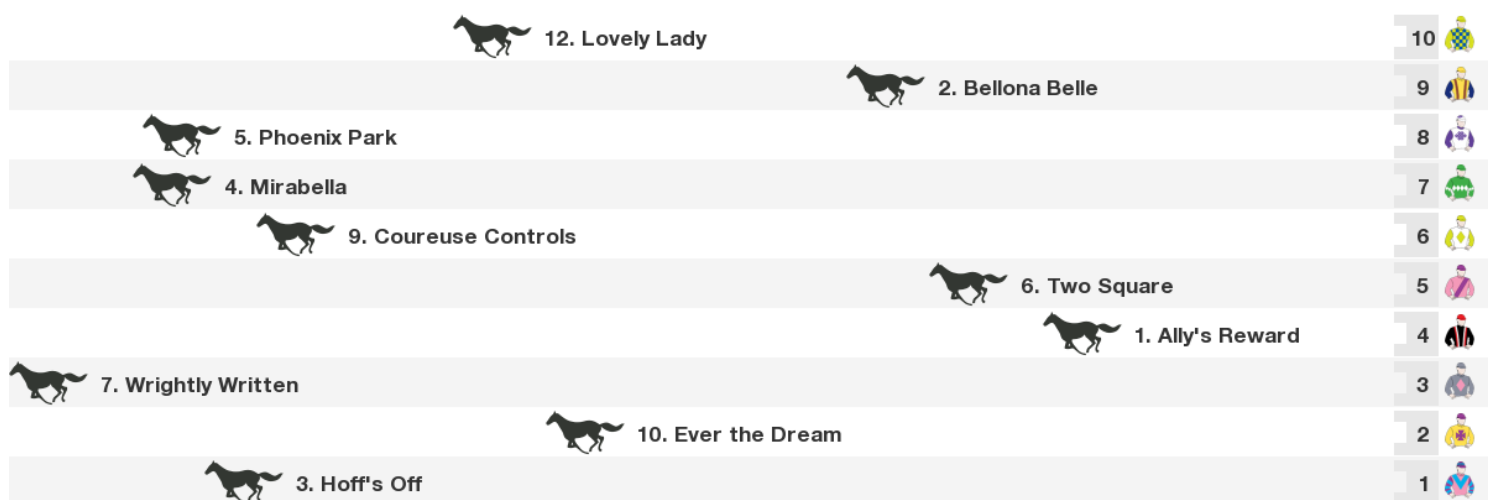 12. Lovely Lady 10
2. Bellona Belle 9
5. Phoenix Park 8
4. Mirabella 7
9. Coureuse Controls 6
6. Two Square 5
1. Ally's Reward 4
7. Wrightly Written 3
10. Ever the Dream 2
3. Hoff's Off 1